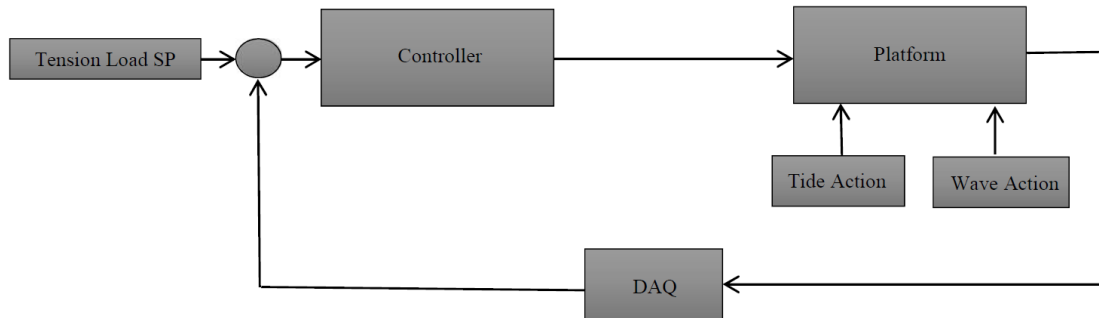 Tension Load SP
Controller
Platform
Tide Action
Wave Action
DAQ